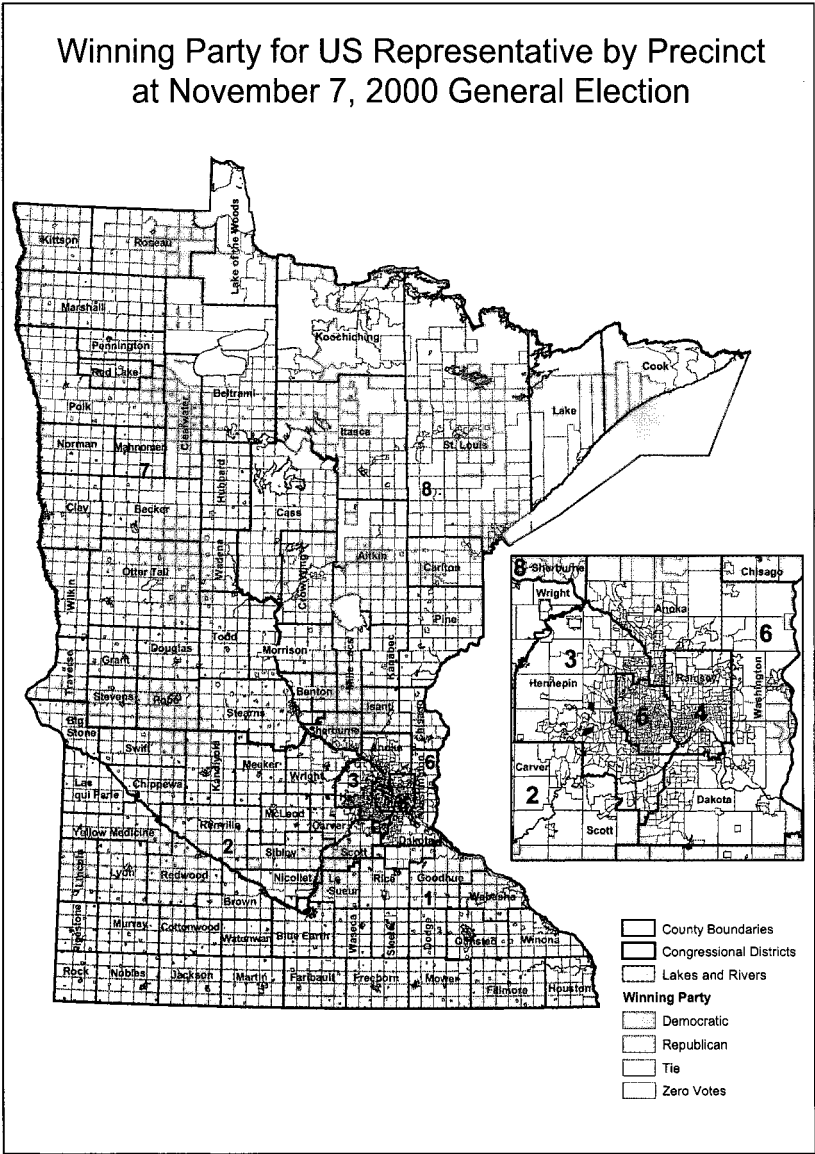 Winning Party for US Representative by Precinct
at November 7, 2000 General Election
Kittson
Roseau
Lake of the Woods
Marshall
Koochiching
Pennington
Red Lake
Cook
Beltrami
Lake
Polk
Clearwater
Itasca
St. Louis
Norman
Mahnomen
7
Hubbard
8
Cass
Clay
Becker
Aitkin
Wadena
Crow Wing
Carlton
Otter Tail
Wilkin
Pine
Todd
Douglas
Morrison
Mille Lacs
Kanabec
Grant
Traverse
Stevens
Pope
Benton
Isanti
Stearns
Chisago
Sherburne
Big
Stone
Anoka
Swift
Kandiyohi
Meeker
Wright
6
3
Lac
qui Parle
Chippewa
McLeod
Carver
Renville
Yellow Medicine
2
Dakota
Sibley
Scott
Lincoln
Lyon
Redwood
Nicollet
Le
Sueur
Rice
Goodhue
1
Wabasha
Brown
Pipestone
Murray
Cottonwood
Watonwan
Blue Earth
Waseca
Steele
Dodge
Olmsted
Winona
Rock
Nobles
Jackson
Martin
Faribault
Freeborn
Mower
Fillmore
Houston
8
Sherburne
Chisago
Wright
Anoka
6
3
Hennepin
Ramsey
Washington
5
4
Carver
2
Dakota
Scott
County Boundaries
Congressional Districts
Lakes and Rivers
Winning Party
Democratic
Republican
Tie
Zero Votes